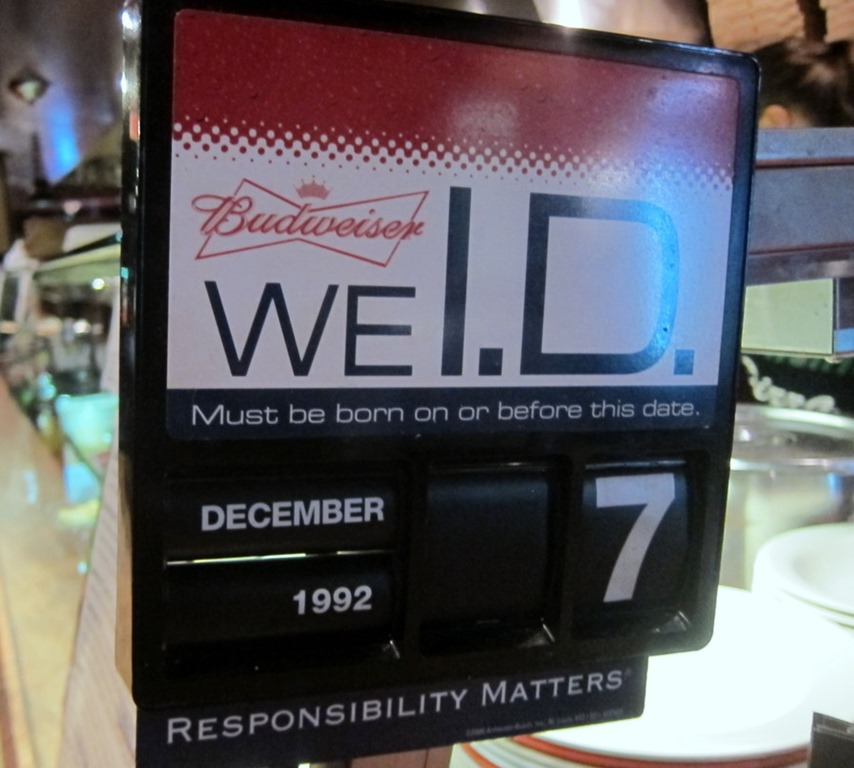 Budweiser
WE I.D.
Must be born on or before this date.
DECEMBER
7
1992
RESPONSIBILITY MATTERS